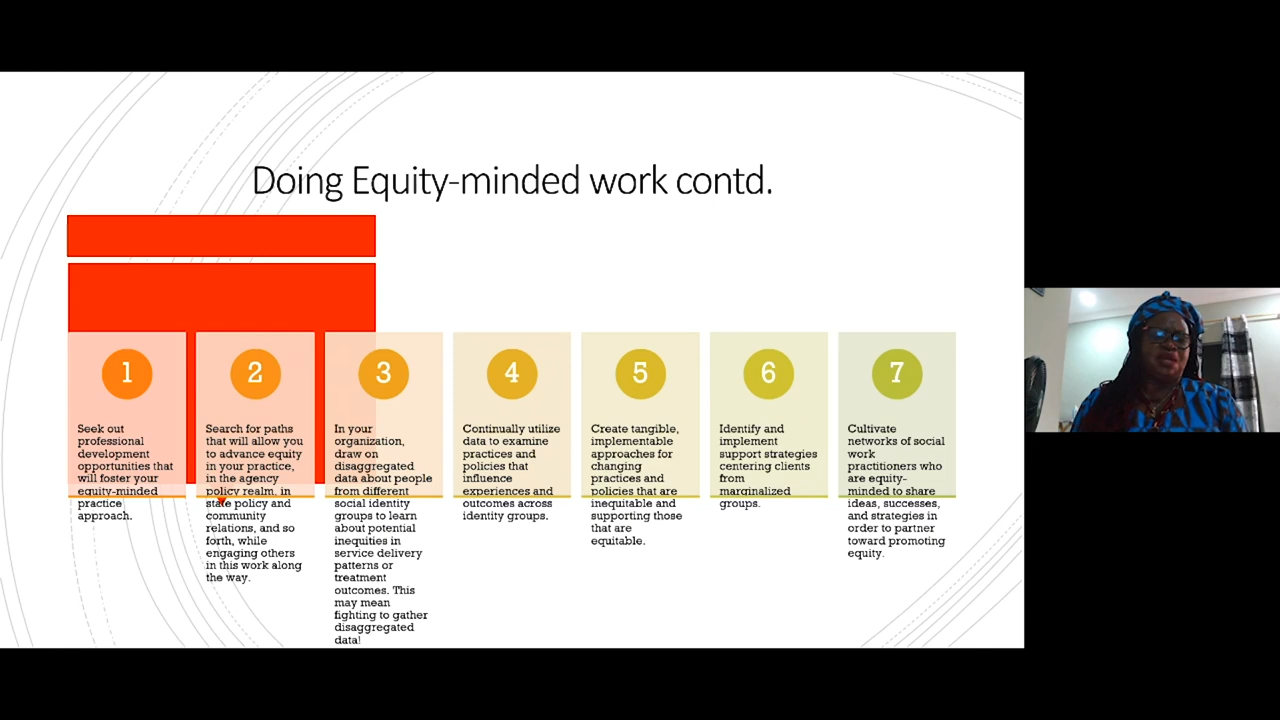 Doing Equity-minded work contd.
1
Seek out
professional
development
opportunities that
will foster your
equity-minded
practice
approach.
2
Search for paths
that will allow you
to advance equity
in your practice,
in the agency
policy realm, in
state policy and
community
relations, and so
forth, while
engaging others
in this work along
the way.
3
In your
organization,
draw on
disaggregated
data about people
from different
social identity
groups to learn
about potential
inequities in
service delivery
patterns or
treatment
outcomes. This
may mean
fighting to gather
disaggregated
data!
4
Continually utilize
data to examine
practices and
policies that
influence
experiences and
outcomes across
identity groups.
5
Create tangible,
implementable
approaches for
changing
practices and
policies that are
inequitable and
supporting those
that are
equitable.
6
Identify and
implement
support strategies
centering clients
from
marginalized
groups.
7
Cultivate
networks of social
work
practitioners who
are equity-
minded to share
ideas, successes,
and strategies in
order to partner
toward promoting
equity.